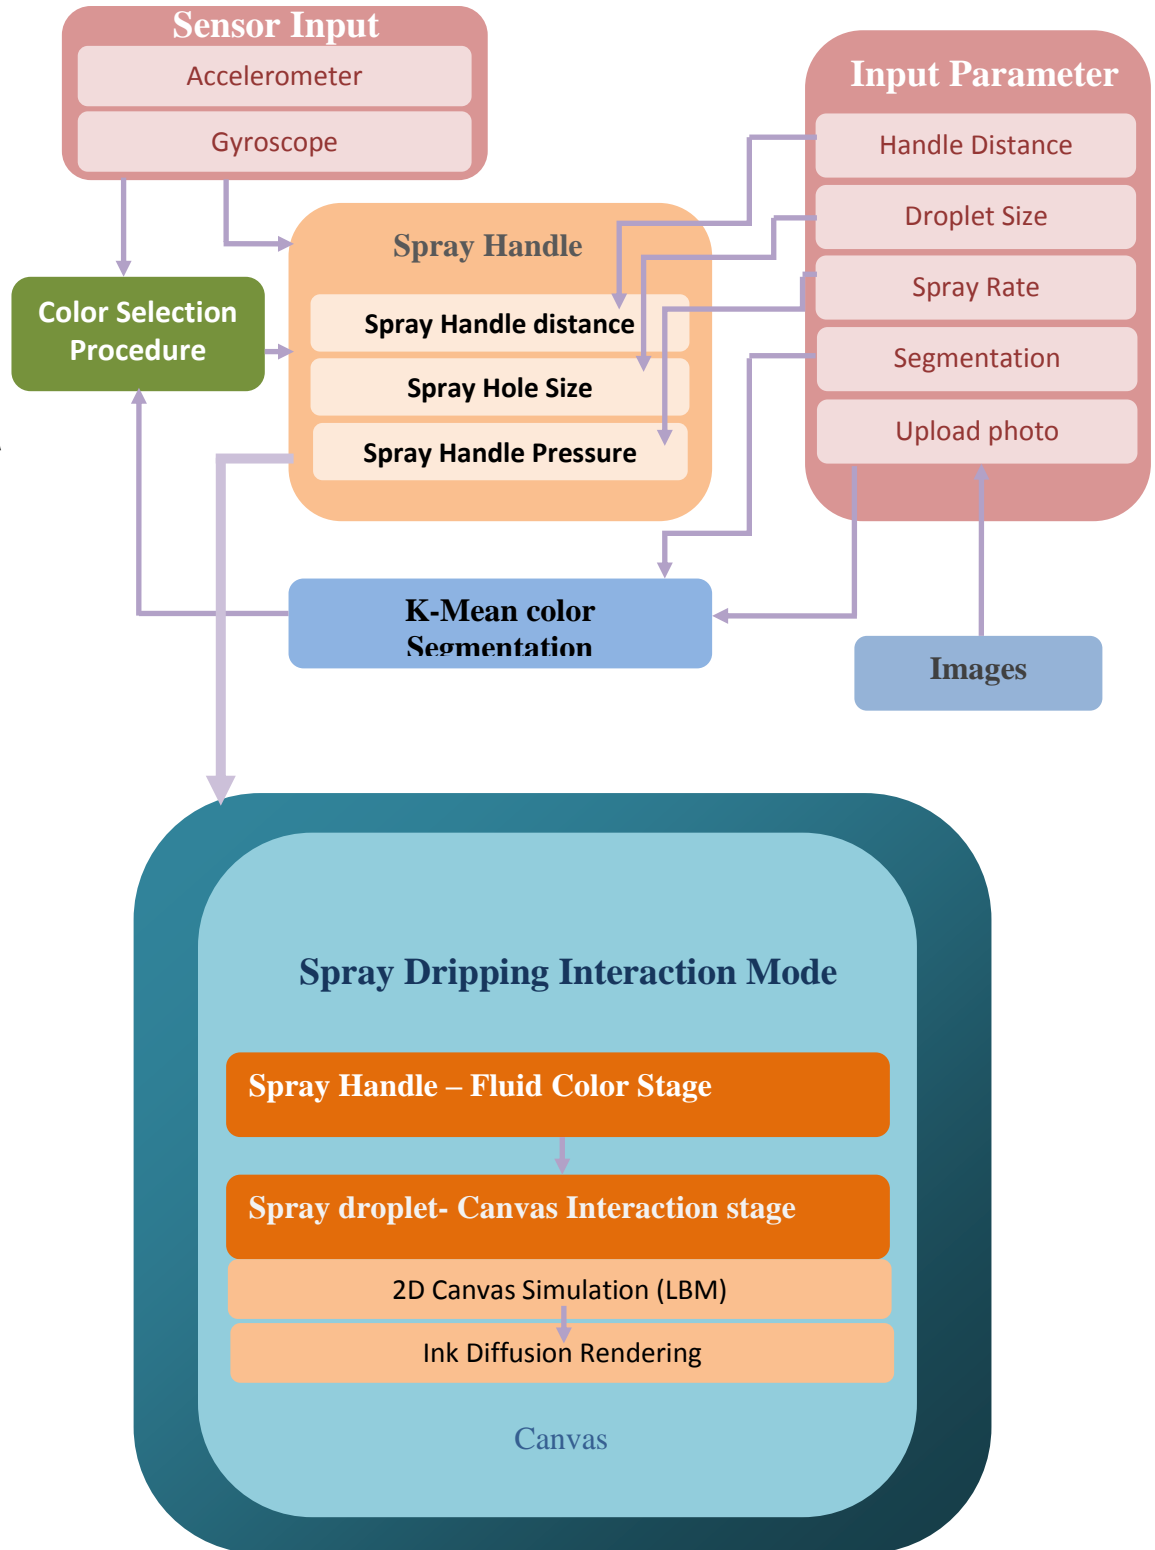 Sensor Input
Accelerometer
Gyroscope
Input Parameter
Handle Distance
Droplet Size
Spray Rate
Segmentation
Upload photo
Spray Handle
Spray Handle distance
Spray Hole Size
Spray Handle Pressure
Color Selection
Procedure
K-Mean color
Segmentation
Images
Spray Dripping Interaction Mode
Spray Handle – Fluid Color Stage
Spray droplet- Canvas Interaction stage
2D Canvas Simulation (LBM)
Ink Diffusion Rendering
Canvas